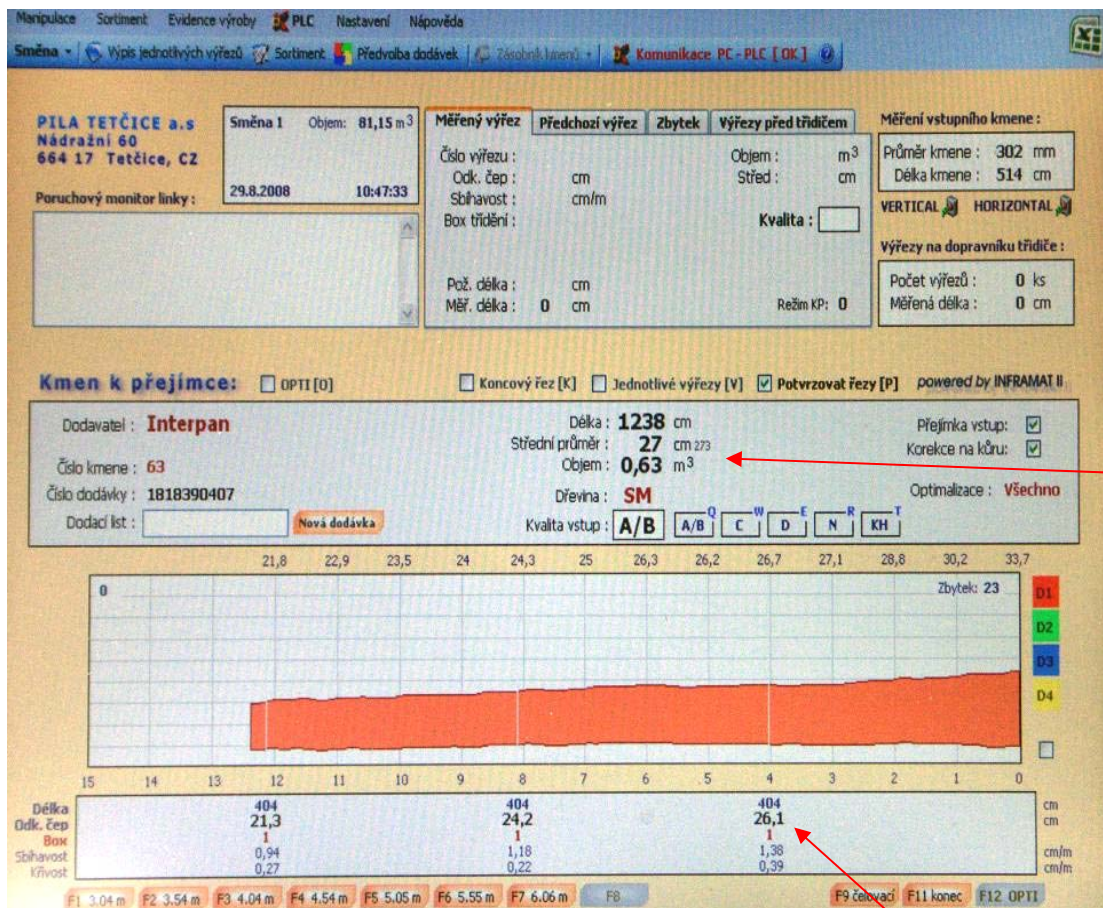 Manipulace Sortiment Evidence výroby PLC Nastavení Nápověda
Směna Výpis jednotlivých výřezů Sortiment Předvolba dodávek Zásobník kmenů Komunikace PC - PLC [ OK ]
PILA TETČICE a.s
Nádražní 60
664 17 Tetčice, CZ
Poruchový monitor linky :
Směna 1 Objem: 81,15 m3
29.8.2008 10:47:33
Měřený výřez Předchozí výřez Zbytek Výřezy před třídičem
Číslo výřezu : Objem : m3
Odk. čep : cm Střed : cm
Sbíhavost : cm/m
Box třídění : Kvalita :
Pož. délka : cm
Měř. délka : 0 cm Režim KP: 0
Měření vstupního kmene :
Průměr kmene : 302 mm
Délka kmene : 514 cm
VERTICAL HORIZONTAL
Výřezy na dopravníku třídiče :
Počet výřezů : 0 ks
Měřená délka : 0 cm
Kmen k přejímce: OPTI [O] Koncový řez [K] Jednotlivé výřezy [V] Potvrzovat řezy [P] powered by INFRAMAT II
Dodavatel : Interpan
Číslo kmene : 63
Číslo dodávky : 1818390407
Dodací list : Nová dodávka
Délka : 1238 cm
Střední průměr : 27 cm 273
Objem : 0,63 m3
Dřevina : SM
Kvalita vstup : A/B A/B Q C W D E N R KH T
Přejímka vstup:
Korekce na kůru:
Optimalizace : Všechno
21,8 22,9 23,5 24 24,3 25 26,3 26,2 26,7 27,1 28,8 30,2 33,7
0 Zbytek: 23
D1
D2
D3
D4
15 14 13 12 11 10 9 8 7 6 5 4 3 2 1 0
Délka 404 404 404 cm
Odk. čep 21,3 24,2 26,1 cm
Box 1 1 1
Sbíhavost 0,94 1,18 1,38 cm/m
Křivost 0,27 0,22 0,39 cm/m
F1 3.04 m F2 3.54 m F3 4.04 m F4 4.54 m F5 5.05 m F6 5.55 m F7 6.06 m F8 F9 čelovací F11 konec F12 OPTI